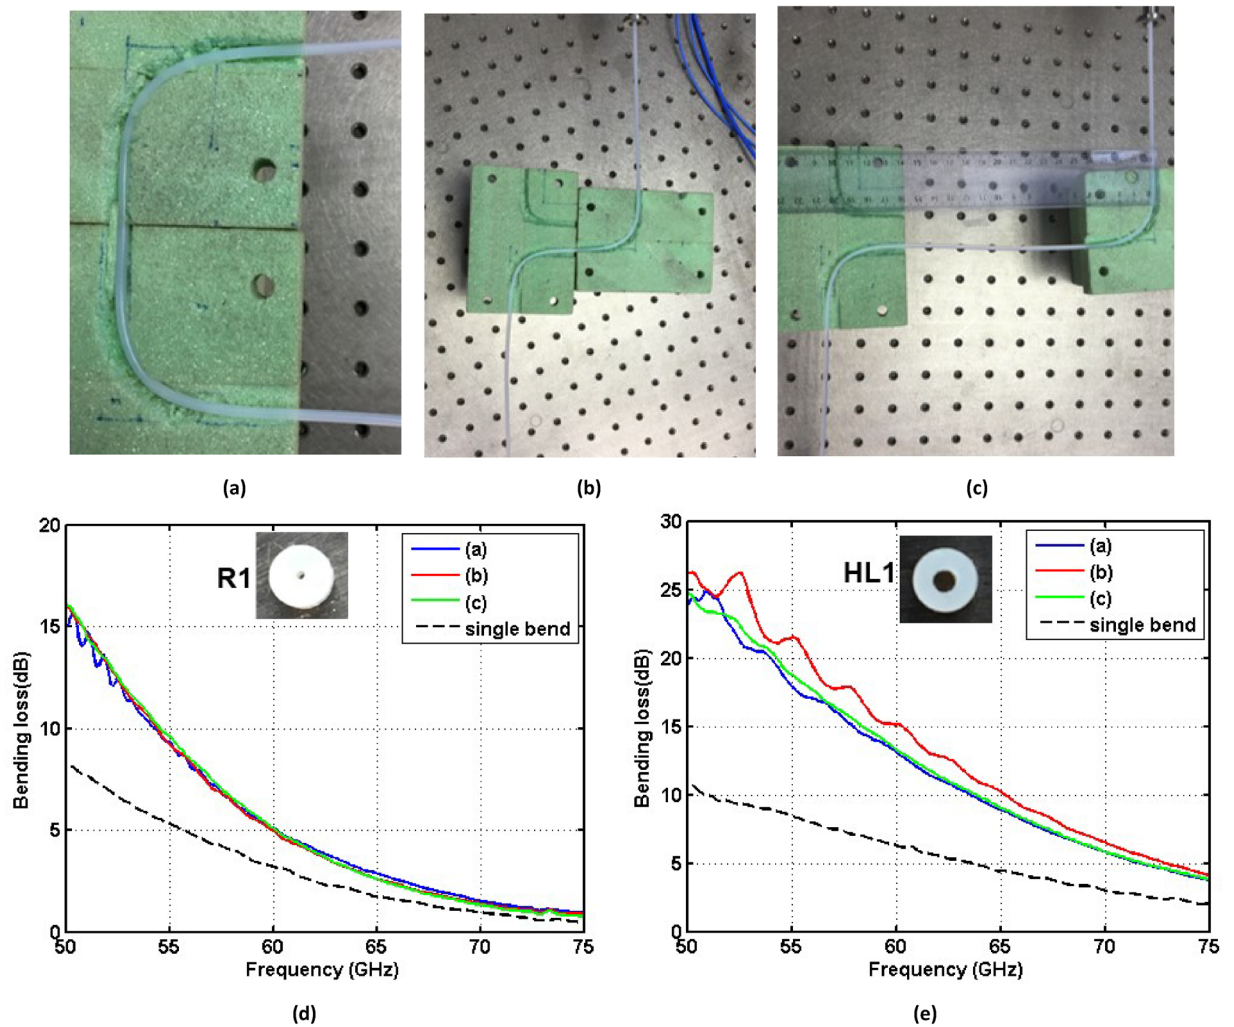 (a)
(b)
(c)
20
15
10
5
0
50
55
60
65
70
75
Bending loss(dB)
Frequency (GHz)
R1
(a)
(b)
(c)
single bend
(d)
30
25
20
15
10
5
0
50
55
60
65
70
75
Bending loss(dB)
Frequency (GHz)
HL1
(a)
(b)
(c)
single bend
(e)